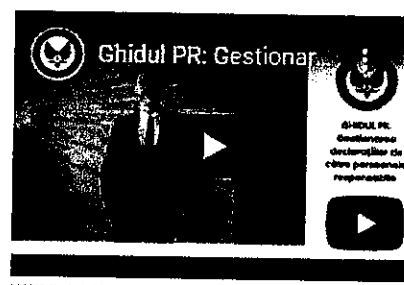 Ghidul PR: Gestionar
GHIDUL PR.
Gestionarea
declarațiilor de
către persoanele
responsabile